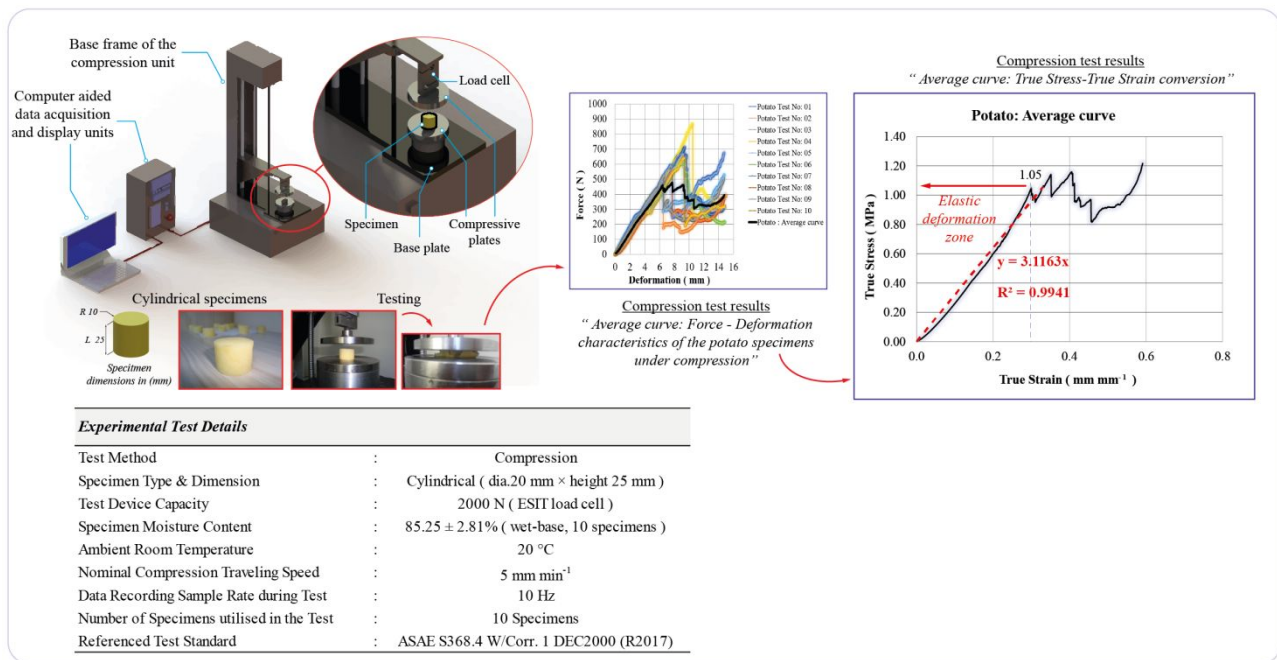 Base frame of the
compression unit
Computer aided
data acquisition
and display units
Load cell
Specimen
Base plate
Compressive
plates
Cylindrical specimens
Testing
R 10
L 25
Specitmen
dimensions in (mm)
1000
900
800
700
600
500
400
300
200
100
0
Force ( N )
0 2 4 6 8 10 12 14 16
Deformation ( mm )
Potato Test No: 01
Potato Test No: 02
Potato Test No: 03
Potato Test No: 04
Potato Test No: 05
Potato Test No: 06
Potato Test No: 07
Potato Test No: 08
Potato Test No: 09
Potato Test No: 10
Potato : Average curve
Compression test results
“ Average curve: Force - Deformation
characteristics of the potato specimens
under compression”
Compression test results
“ Average curve: True Stress-True Strain conversion”
Potato: Average curve
1.40
1.20
1.00
0.80
0.60
0.40
0.20
0.00
True Stress ( MPa )
1.05
Elastic
deformation
zone
y = 3.1163x
R² = 0.9941
0.0 0.2 0.4 0.6 0.8
True Strain ( mm mm⁻¹ )
Experimental Test Details
Test Method : Compression
Specimen Type & Dimension : Cylindrical ( dia.20 mm × height 25 mm )
Test Device Capacity : 2000 N ( ESIT load cell )
Specimen Moisture Content : 85.25 ± 2.81% ( wet-base, 10 specimens )
Ambient Room Temperature : 20 °C
Nominal Compression Traveling Speed : 5 mm min⁻¹
Data Recording Sample Rate during Test : 10 Hz
Number of Specimens utilised in the Test : 10 Specimens
Referenced Test Standard : ASAE S368.4 W/Corr. 1 DEC2000 (R2017)